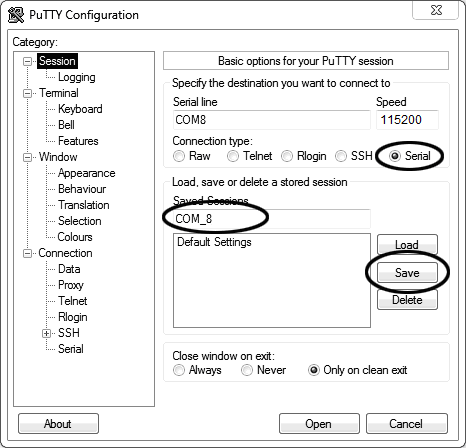 PuTTY Configuration
Category:
Session
Logging
Terminal
Keyboard
Bell
Features
Window
Appearance
Behaviour
Translation
Selection
Colours
Connection
Data
Proxy
Telnet
Rlogin
SSH
Serial
Basic options for your PuTTY session
Specify the destination you want to connect to
Serial line Speed
COM8 115200
Connection type:
Raw Telnet Rlogin SSH Serial
Load, save or delete a stored session
Saved Sessions
COM_8
Default Settings
Load
Save
Delete
Close window on exit:
Always Never Only on clean exit
About Open Cancel